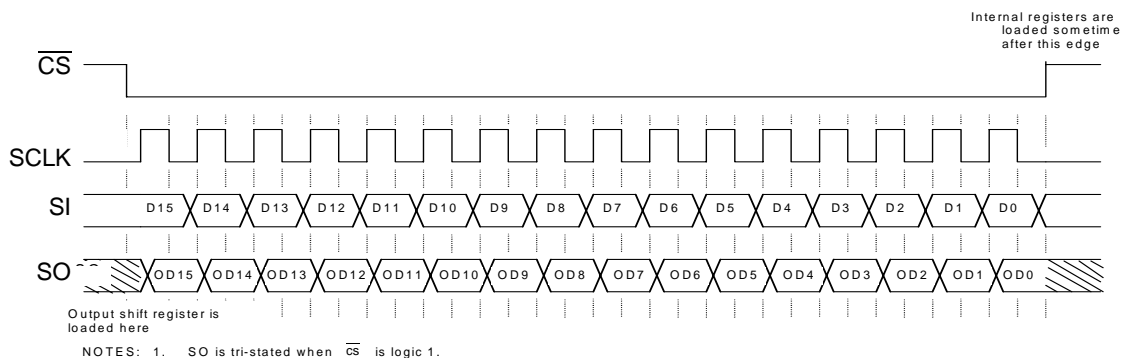 Internal registers are
loaded sometime
after this edge
CS
SCLK
SI
D15 D14 D13 D12 D11 D10 D9 D8 D7 D6 D5 D4 D3 D2 D1 D0
SO
OD15 OD14 OD13 OD12 OD11 OD10 OD9 OD8 OD7 OD6 OD5 OD4 OD3 OD2 OD1 OD0
Output shift register is
loaded here
NOTES: 1. SO is tri-stated when CS is logic 1.